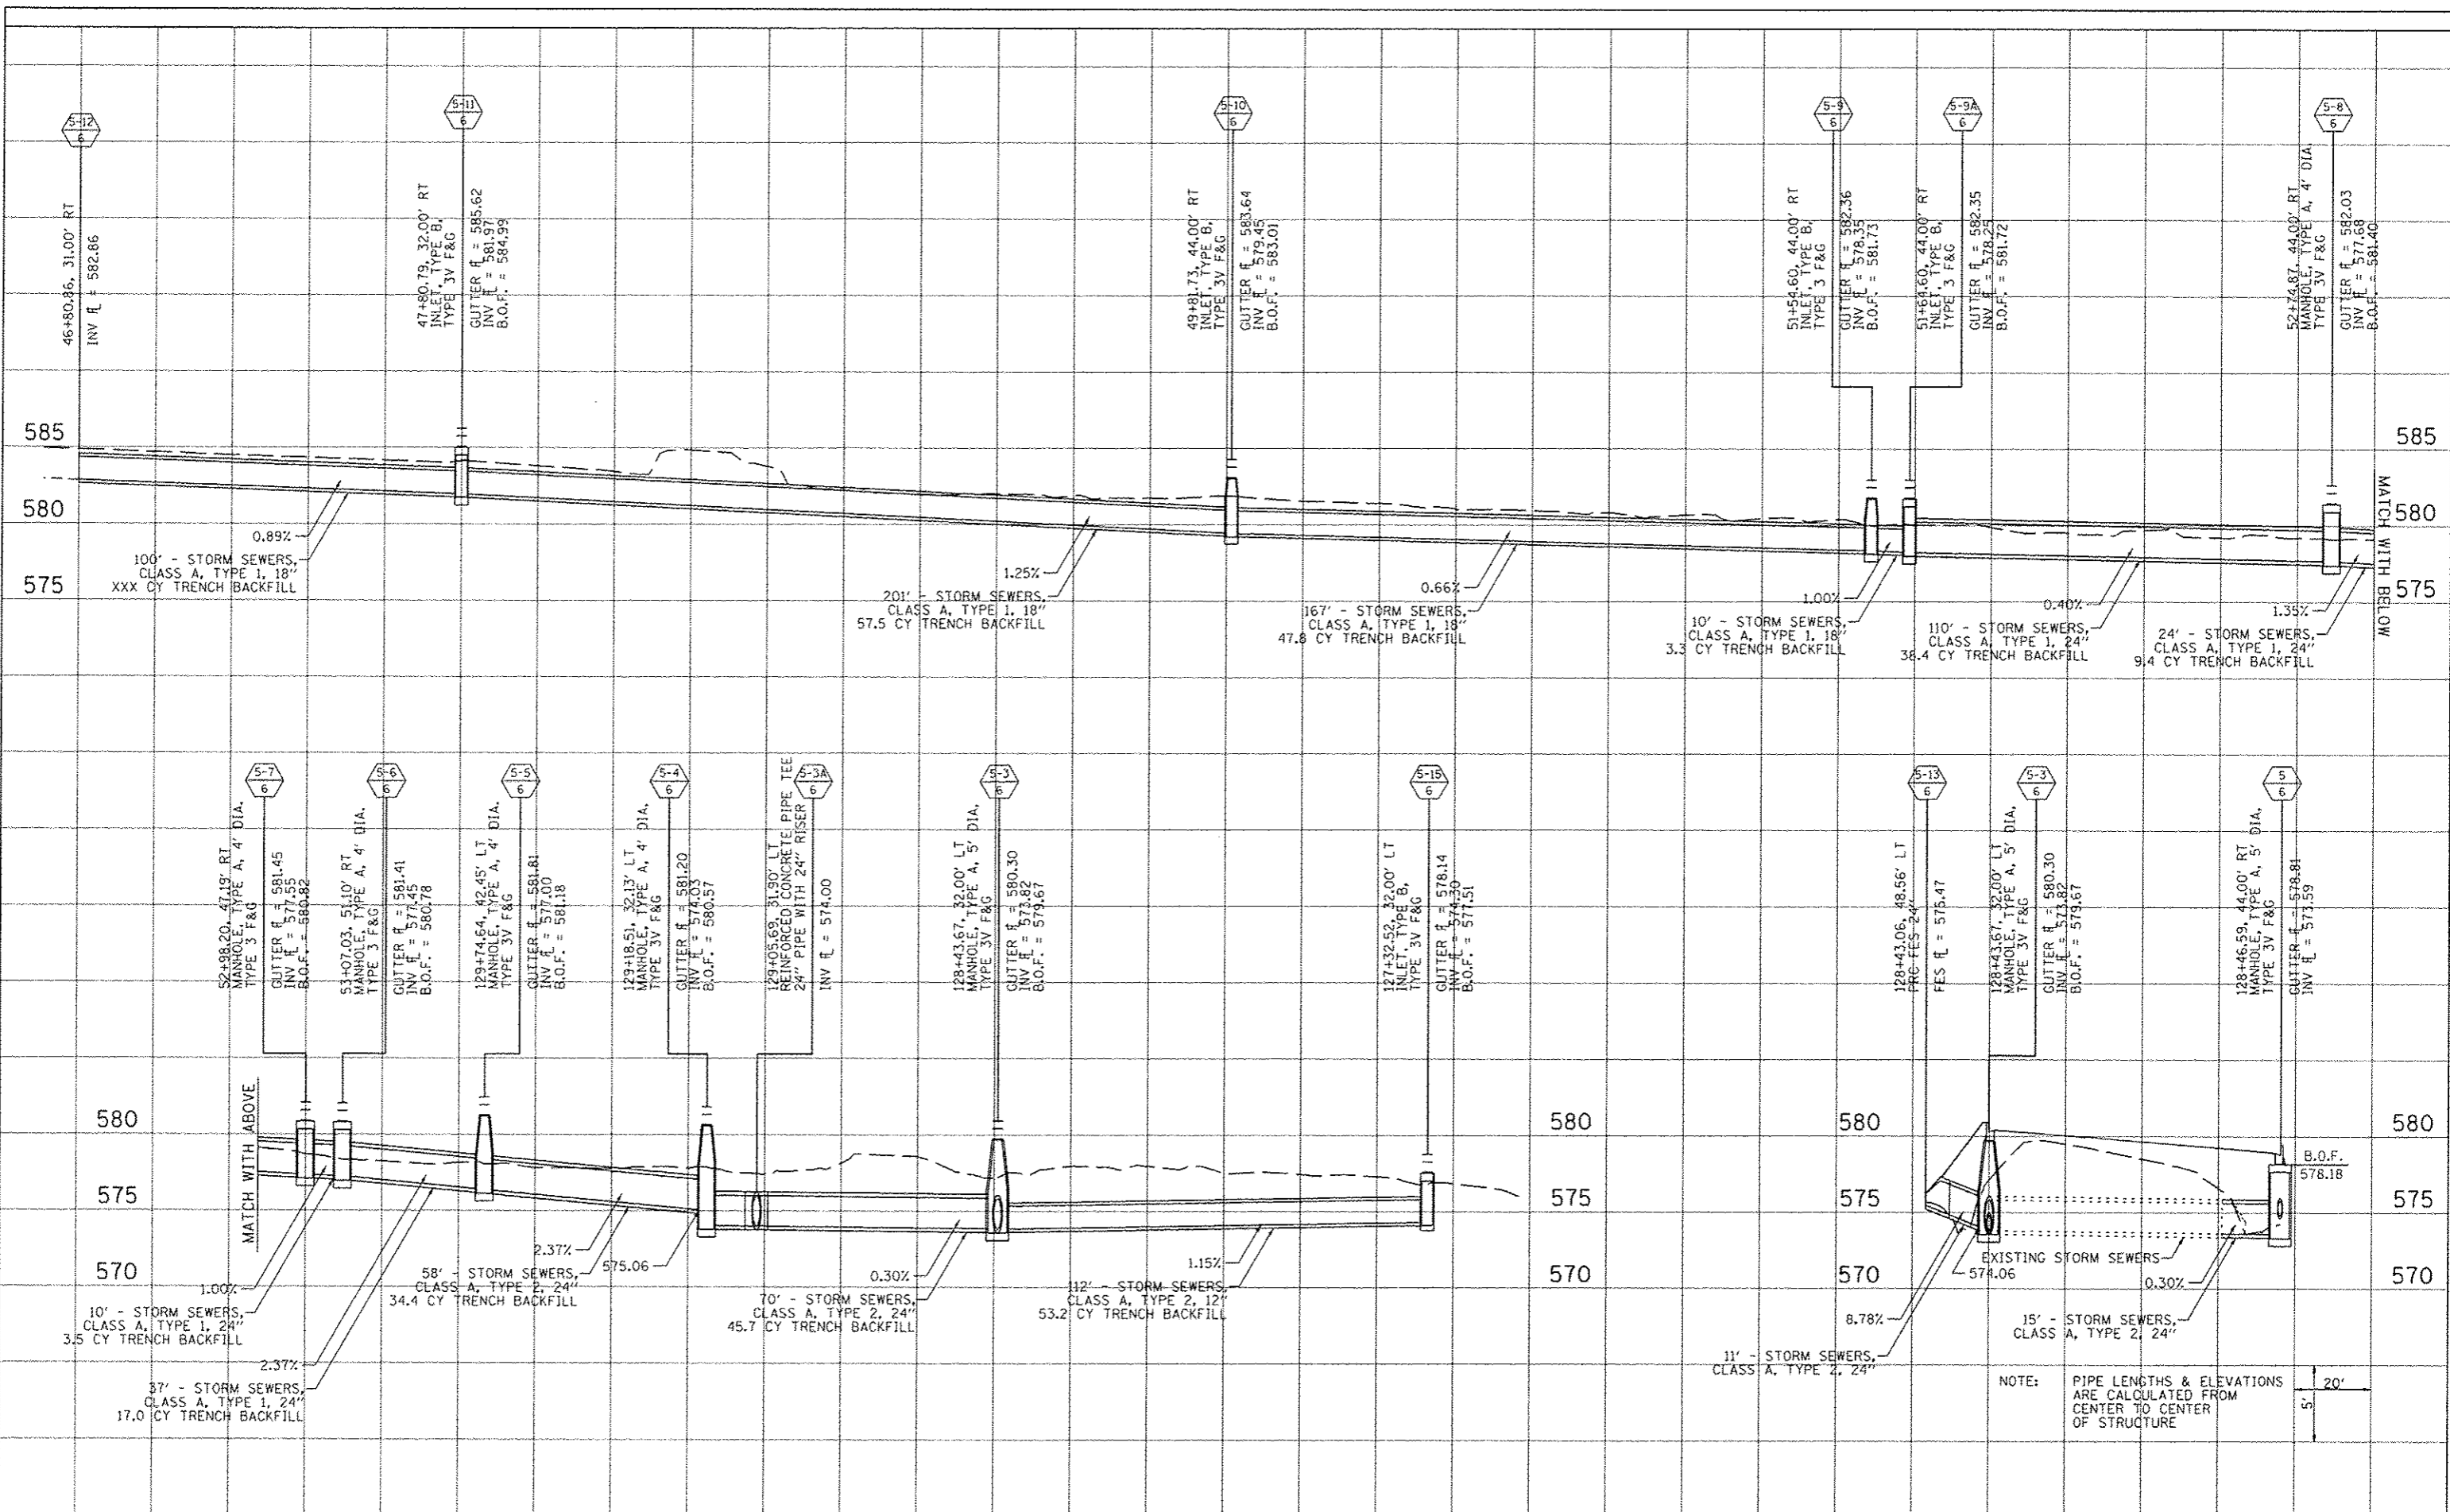 5-12
6
46+80.86, 31.00' RT
INV ℄ = 582.86
5-11
6
47+80.79, 32.00' RT
INLET, TYPE B,
TYPE 3V F&G
GUTTER ℄ = 585.62
INV ℄ = 581.97
B.O.F. = 584.99
5-10
6
49+81.73, 44.00' RT
INLET, TYPE B,
TYPE 3V F&G
GUTTER ℄ = 583.64
INV ℄ = 579.45
B.O.F. = 583.01
5-9
6
51+54.60, 44.00' RT
INLET, TYPE B,
TYPE 3 F&G
GUTTER ℄ = 582.36
INV ℄ = 578.35
B.O.F. = 581.73
5-9A
6
51+64.60, 44.00' RT
INLET, TYPE B,
TYPE 3 F&G
GUTTER ℄ = 582.35
INV ℄ = 578.25
B.O.F. = 581.72
5-8
6
52+74.87, 44.00' RT
MANHOLE, TYPE A, 4' DIA.
TYPE 3V F&G
GUTTER ℄ = 582.03
INV ℄ = 577.68
B.O.F. = 581.40
585
580
575
585
580
575
MATCH WITH BELOW
0.89%
100' - STORM SEWERS,
CLASS A, TYPE 1, 18"
XXX CY TRENCH BACKFILL
1.25%
201' - STORM SEWERS,
CLASS A, TYPE 1, 18"
57.5 CY TRENCH BACKFILL
0.66%
167' - STORM SEWERS,
CLASS A, TYPE 1, 18"
47.8 CY TRENCH BACKFILL
1.00%
10' - STORM SEWERS,
CLASS A, TYPE 1, 18"
3.3 CY TRENCH BACKFILL
0.40%
110' - STORM SEWERS,
CLASS A, TYPE 1, 24"
38.4 CY TRENCH BACKFILL
1.35%
24' - STORM SEWERS,
CLASS A, TYPE 1, 24"
9.4 CY TRENCH BACKFILL
5-7
6
52+98.20, 47.19' RT
MANHOLE, TYPE A, 4' DIA.
TYPE 3 F&G
GUTTER ℄ = 581.45
INV ℄ = 577.55
B.O.F. = 580.82
5-6
6
53+07.03, 51.10' RT
MANHOLE, TYPE A, 4' DIA.
TYPE 3 F&G
GUTTER ℄ = 581.41
INV ℄ = 577.45
B.O.F. = 580.78
5-5
6
129+74.64, 42.45' LT
MANHOLE, TYPE A, 4' DIA.
TYPE 3V F&G
GUTTER ℄ = 581.81
INV ℄ = 577.00
B.O.F. = 581.18
5-4
6
129+18.51, 32.13' LT
MANHOLE, TYPE A, 4' DIA.
TYPE 3V F&G
GUTTER ℄ = 581.20
INV ℄ = 574.03
B.O.F. = 580.57
5-3A
6
129+05.69, 31.90' LT
REINFORCED CONCRETE PIPE TEE
24" PIPE WITH 24" RISER
INV ℄ = 574.00
5-3
6
128+43.67, 32.00' LT
MANHOLE, TYPE A, 5' DIA.
TYPE 3V F&G
GUTTER ℄ = 580.30
INV ℄ = 573.82
B.O.F. = 579.67
5-15
6
127+32.52, 32.00' LT
INLET, TYPE B,
TYPE 3V F&G
GUTTER ℄ = 578.14
INV ℄ = 574.30
B.O.F. = 577.51
5-13
6
128+43.06, 48.56' LT
PRC FES 24"
FES ℄ = 575.47
5-3
6
128+43.67, 32.00' LT
MANHOLE, TYPE A, 5' DIA.
TYPE 3V F&G
GUTTER ℄ = 580.30
INV ℄ = 573.82
B.O.F. = 579.67
5
6
128+46.59, 44.00' RT
MANHOLE, TYPE A, 5' DIA.
TYPE 3V F&G
GUTTER ℄ = 578.81
INV ℄ = 573.59
MATCH WITH ABOVE
580
575
570
580
575
570
580
575
570
580
575
570
B.O.F.
578.18
1.00%
10' - STORM SEWERS,
CLASS A, TYPE 1, 24"
3.5 CY TRENCH BACKFILL
2.37%
37' - STORM SEWERS,
CLASS A, TYPE 1, 24"
17.0 CY TRENCH BACKFILL
2.37%
58' - STORM SEWERS,
CLASS A, TYPE 2, 24"
34.4 CY TRENCH BACKFILL
575.06
0.30%
70' - STORM SEWERS,
CLASS A, TYPE 2, 24"
45.7 CY TRENCH BACKFILL
1.15%
112' - STORM SEWERS,
CLASS A, TYPE 2, 12"
53.2 CY TRENCH BACKFILL
8.78%
11' - STORM SEWERS,
CLASS A, TYPE 2, 24"
EXISTING STORM SEWERS
574.06
0.30%
15' - STORM SEWERS,
CLASS A, TYPE 2, 24"
NOTE: PIPE LENGTHS & ELEVATIONS
ARE CALCULATED FROM
CENTER TO CENTER
OF STRUCTURE
20'
5'